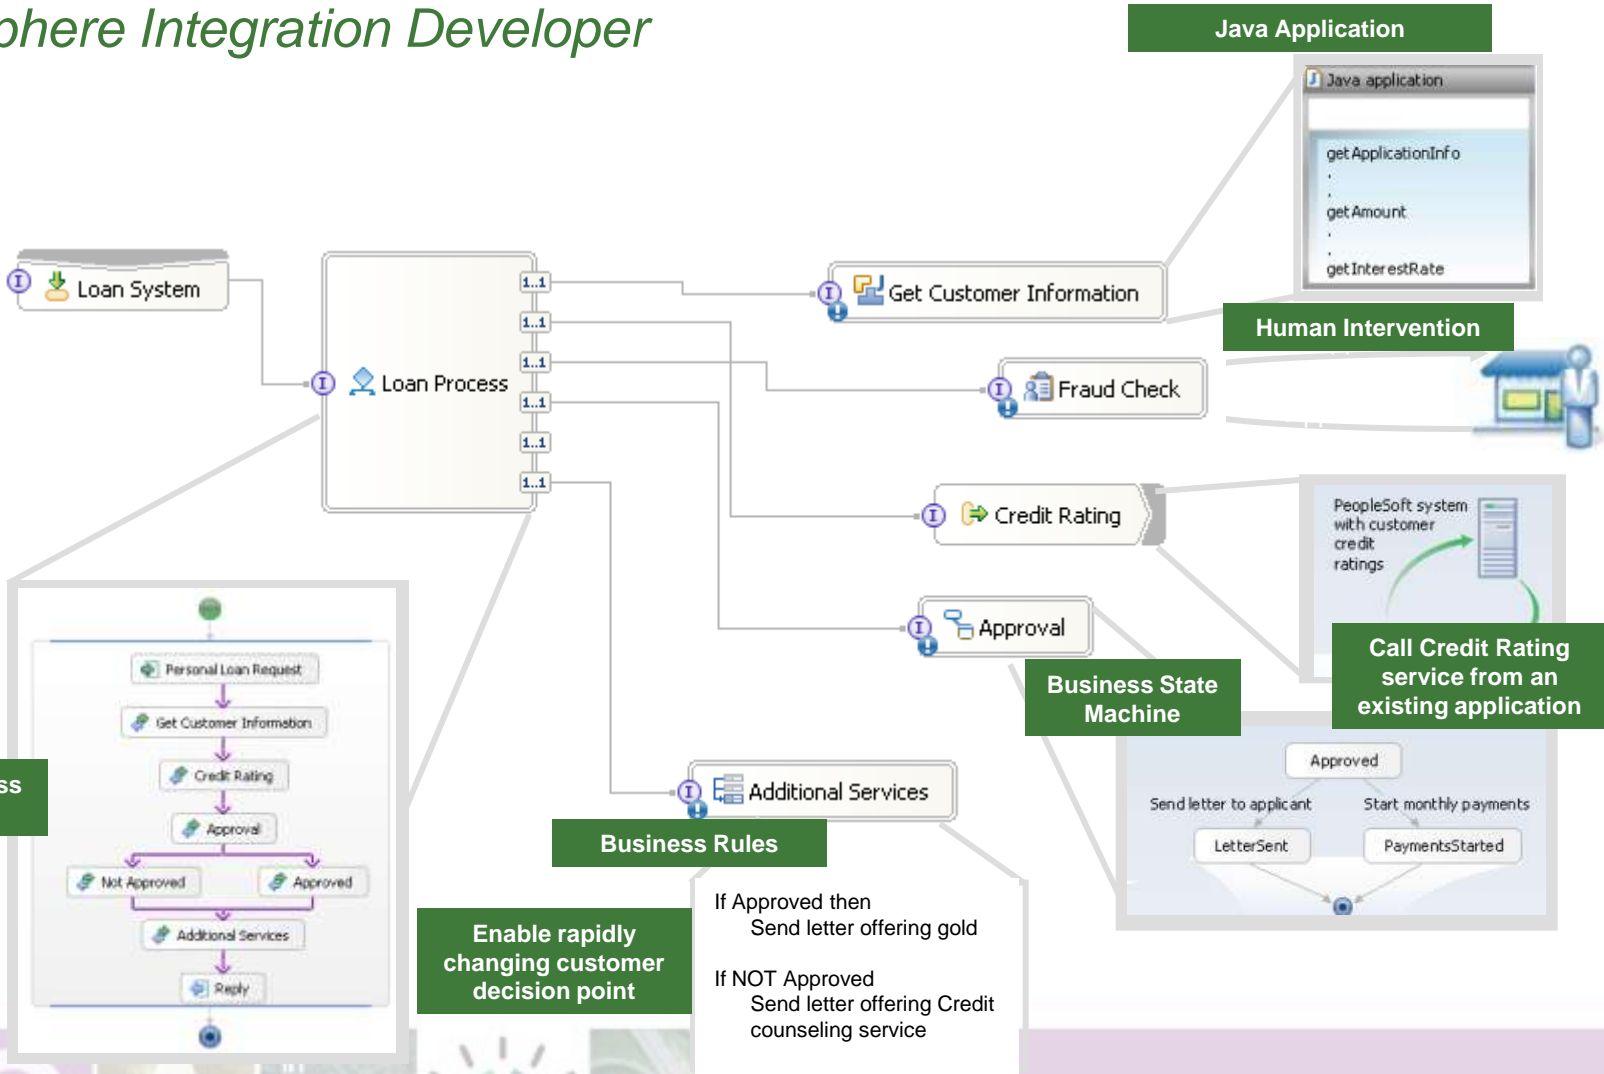 phere Integration Developer
Java Application
Java application
getApplicationInfo
.
.
getAmount
.
.
getInterestRate
Loan System
Loan Process
1..1
1..1
1..1
1..1
1..1
1..1
Get Customer Information
Human Intervention
Fraud Check
Credit Rating
PeopleSoft system
with customer
credit
ratings
Call Credit Rating
service from an
existing application
Approval
Business State
Machine
Approved
Send letter to applicant
Start monthly payments
LetterSent
PaymentsStarted
Additional Services
Business Rules
If Approved then
Send letter offering gold
If NOT Approved
Send letter offering Credit
counseling service
Enable rapidly
changing customer
decision point
ss
Personal Loan Request
Get Customer Information
Credit Rating
Approval
Not Approved
Approved
Additional Services
Reply